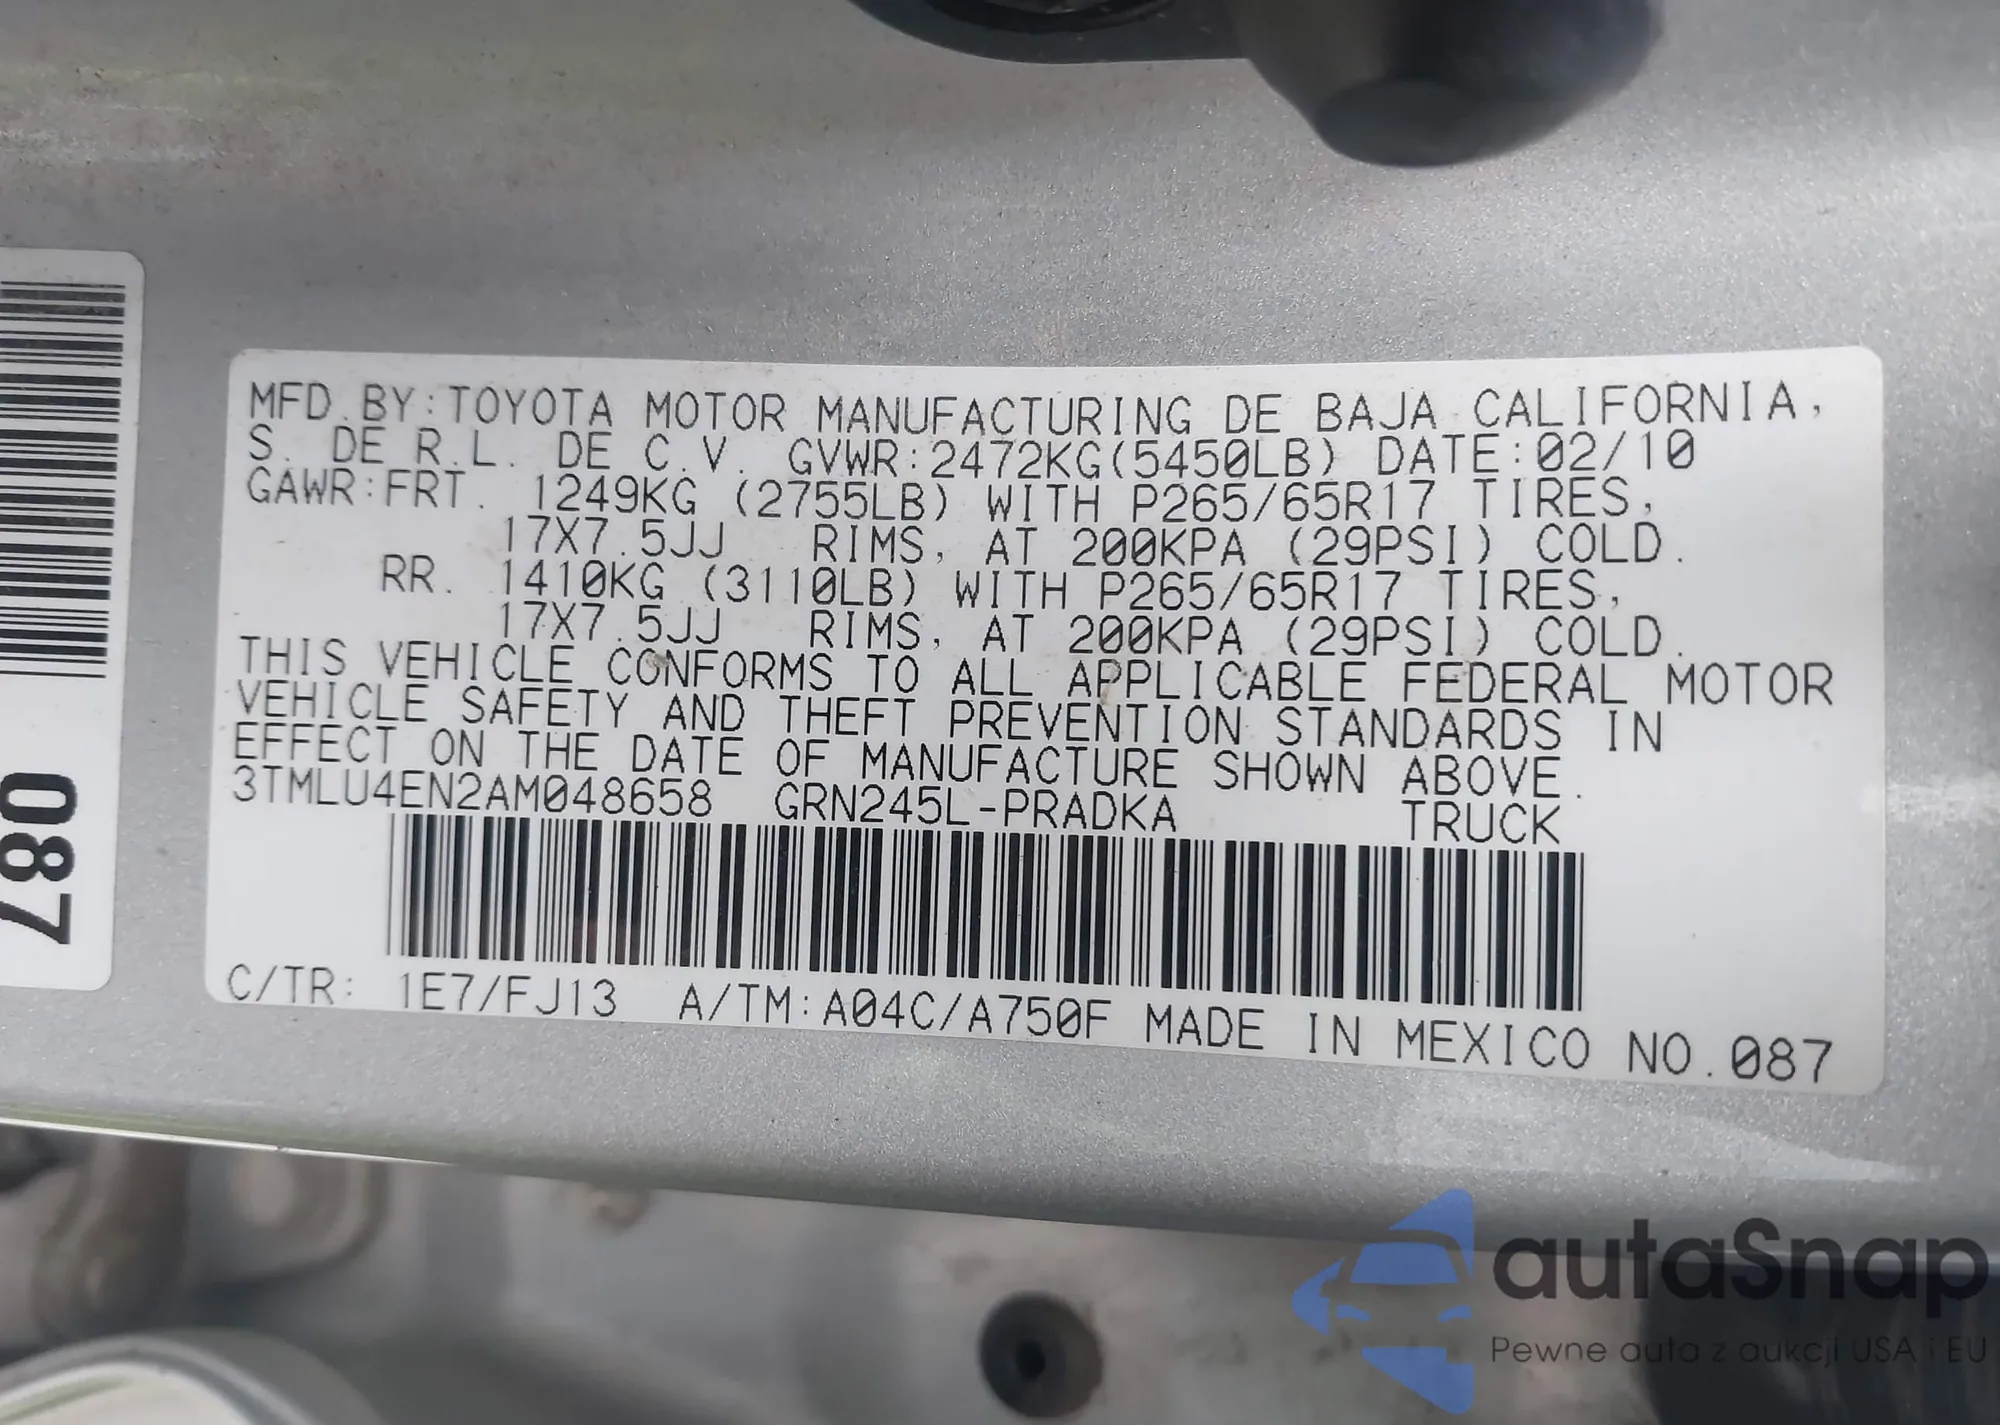 MFD.BY:TOYOTA MOTOR MANUFACTURING DE BAJA CALIFORNIA,
S. DE R.L. DE C.V. GVWR:2472KG(5450LB) DATE:02/10
GAWR:FRT. 1249KG (2755LB) WITH P265/65R17 TIRES,
17X7.5JJ RIMS, AT 200KPA (29PSI) COLD.
RR. 1410KG (3110LB) WITH P265/65R17 TIRES,
17X7.5JJ RIMS, AT 200KPA (29PSI) COLD.
THIS VEHICLE CONFORMS TO ALL APPLICABLE FEDERAL MOTOR
VEHICLE SAFETY AND THEFT PREVENTION STANDARDS IN
EFFECT ON THE DATE OF MANUFACTURE SHOWN ABOVE.
3TMLU4EN2AM048658 GRN245L-PRADKA TRUCK
C/TR: 1E7/FJ13 A/TM:A04C/A750F MADE IN MEXICO NO.087
087
autaSnap
Pewne auta z aukcji USA i EU